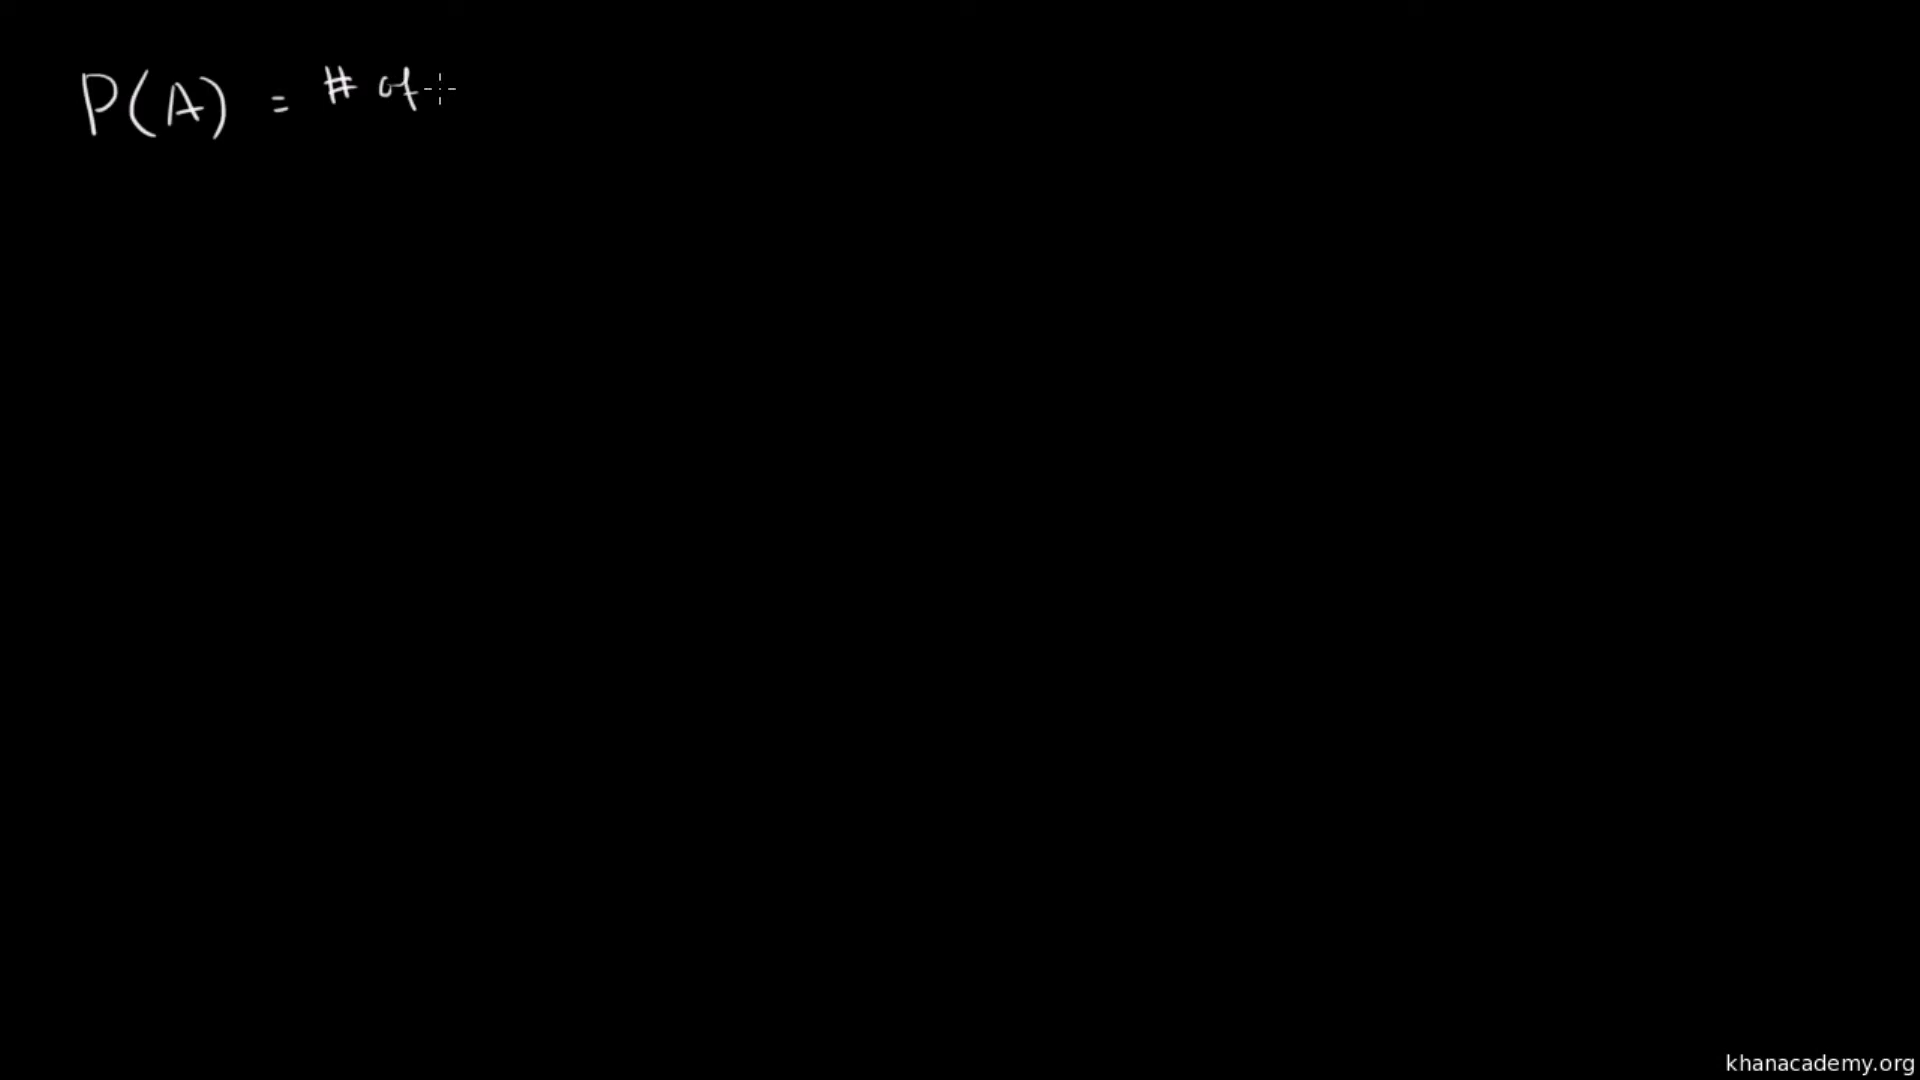 P(A) = # of
khanacademy.org